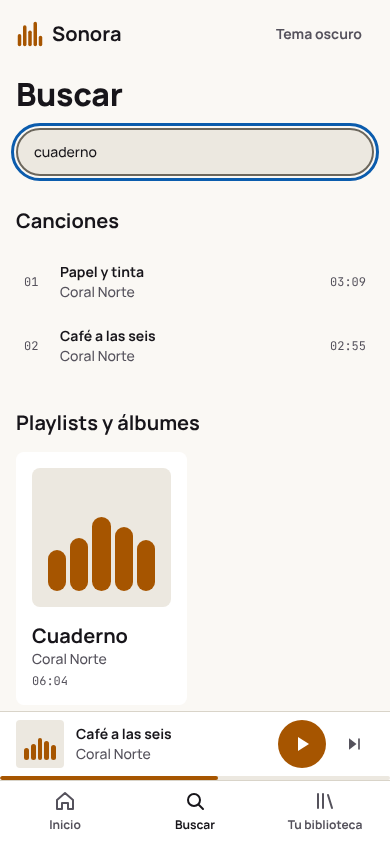 Sonora
Tema oscuro
Buscar
cuaderno
Canciones
01
Papel y tinta
Coral Norte
03:09
02
Café a las seis
Coral Norte
02:55
Playlists y álbumes
Cuaderno
Coral Norte
06:04
Café a las seis
Coral Norte
Inicio
Buscar
Tu biblioteca